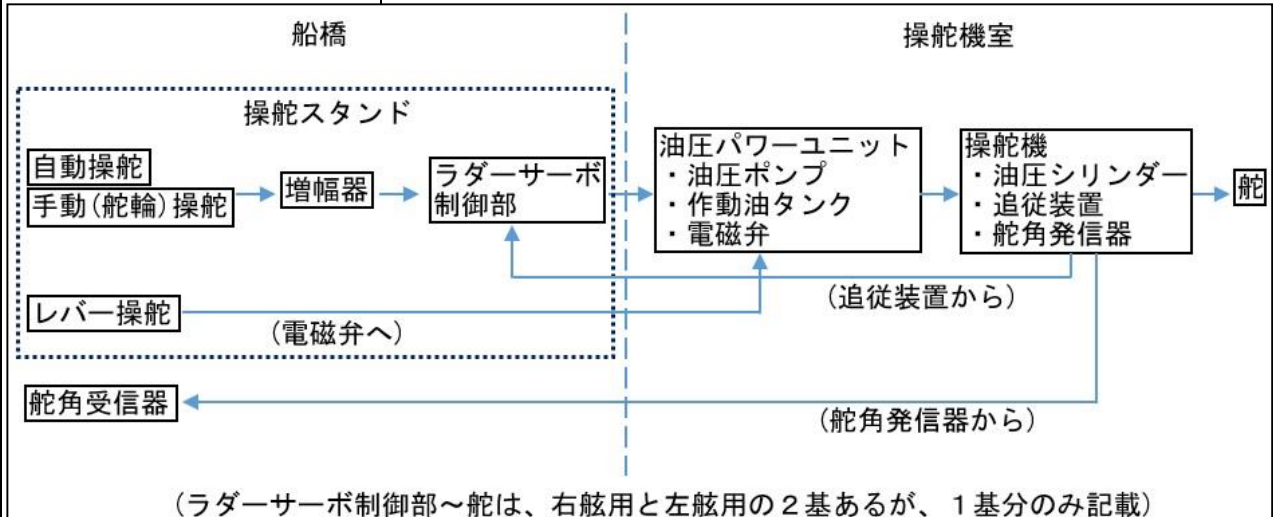 船橋
操舵機室
操舵スタンド
自動操舵
手動(舵輪)操舵
増幅器
ラダーサーボ
制御部
油圧パワーユニット
・油圧ポンプ
・作動油タンク
・電磁弁
操舵機
・油圧シリンダー
・追従装置
・舵角発信器
舵
(追従装置から)
レバー操舵
(電磁弁へ)
舵角受信器
(舵角発信器から)
(ラダーサーボ制御部~舵は、右舷用と左舷用の2基あるが、1基分のみ記載)